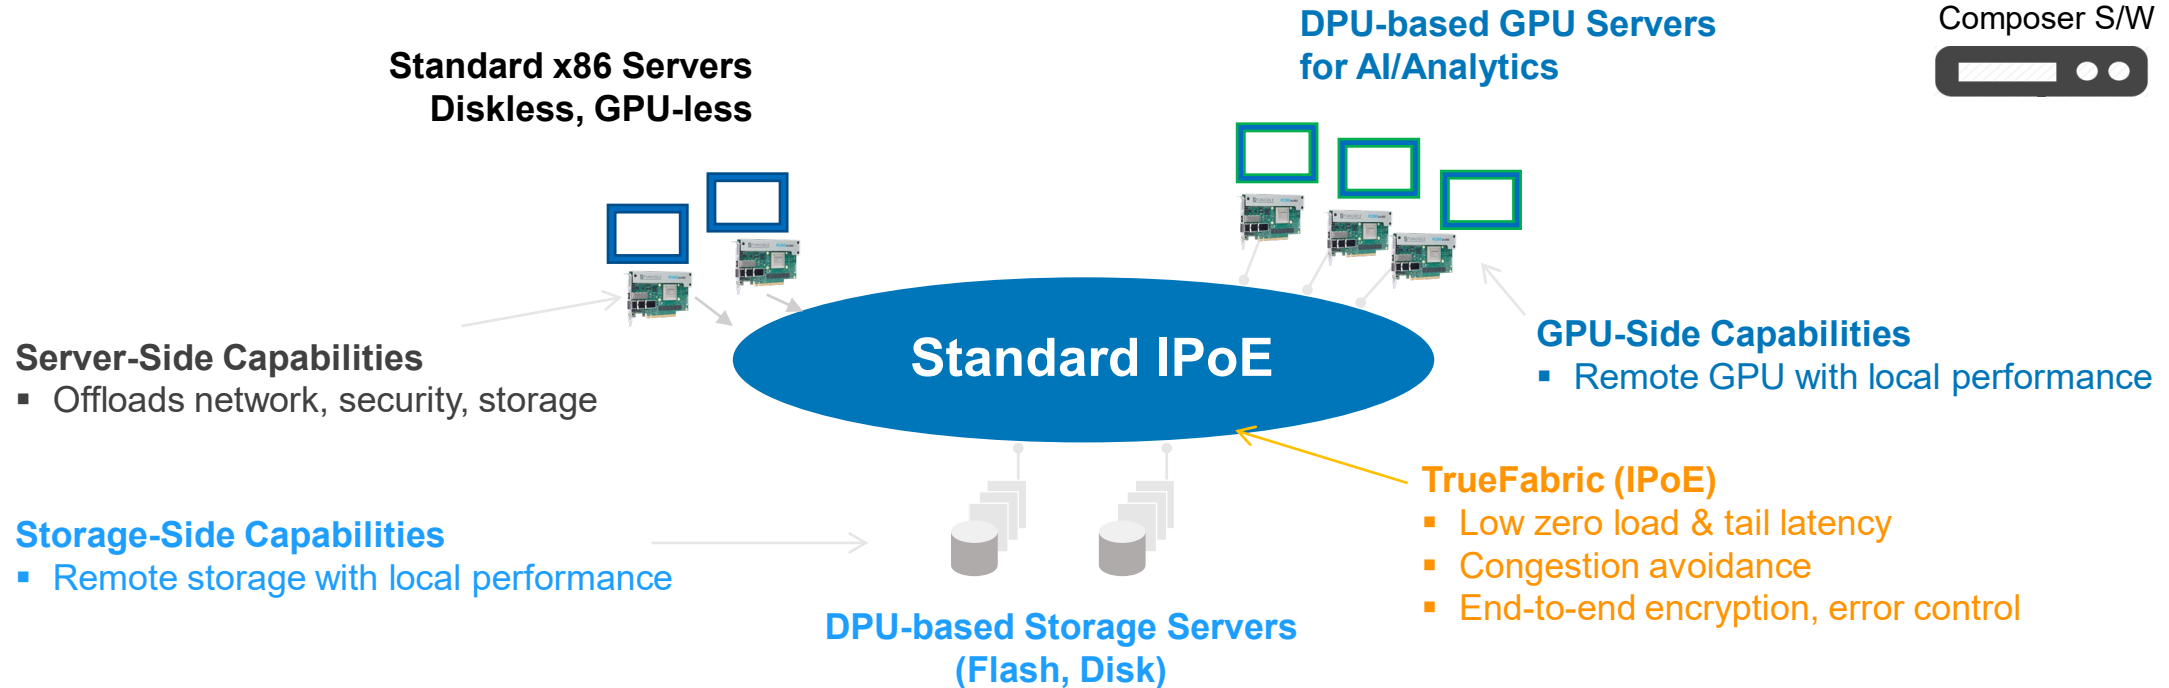 DPU-based GPU Servers
for AI/Analytics
Composer S/W
Standard x86 Servers
Diskless, GPU-less
Standard IPoE
Server-Side Capabilities
▪ Offloads network, security, storage
GPU-Side Capabilities
▪ Remote GPU with local performance
Storage-Side Capabilities
▪ Remote storage with local performance
TrueFabric (IPoE)
▪ Low zero load & tail latency
▪ Congestion avoidance
▪ End-to-end encryption, error control
DPU-based Storage Servers
(Flash, Disk)